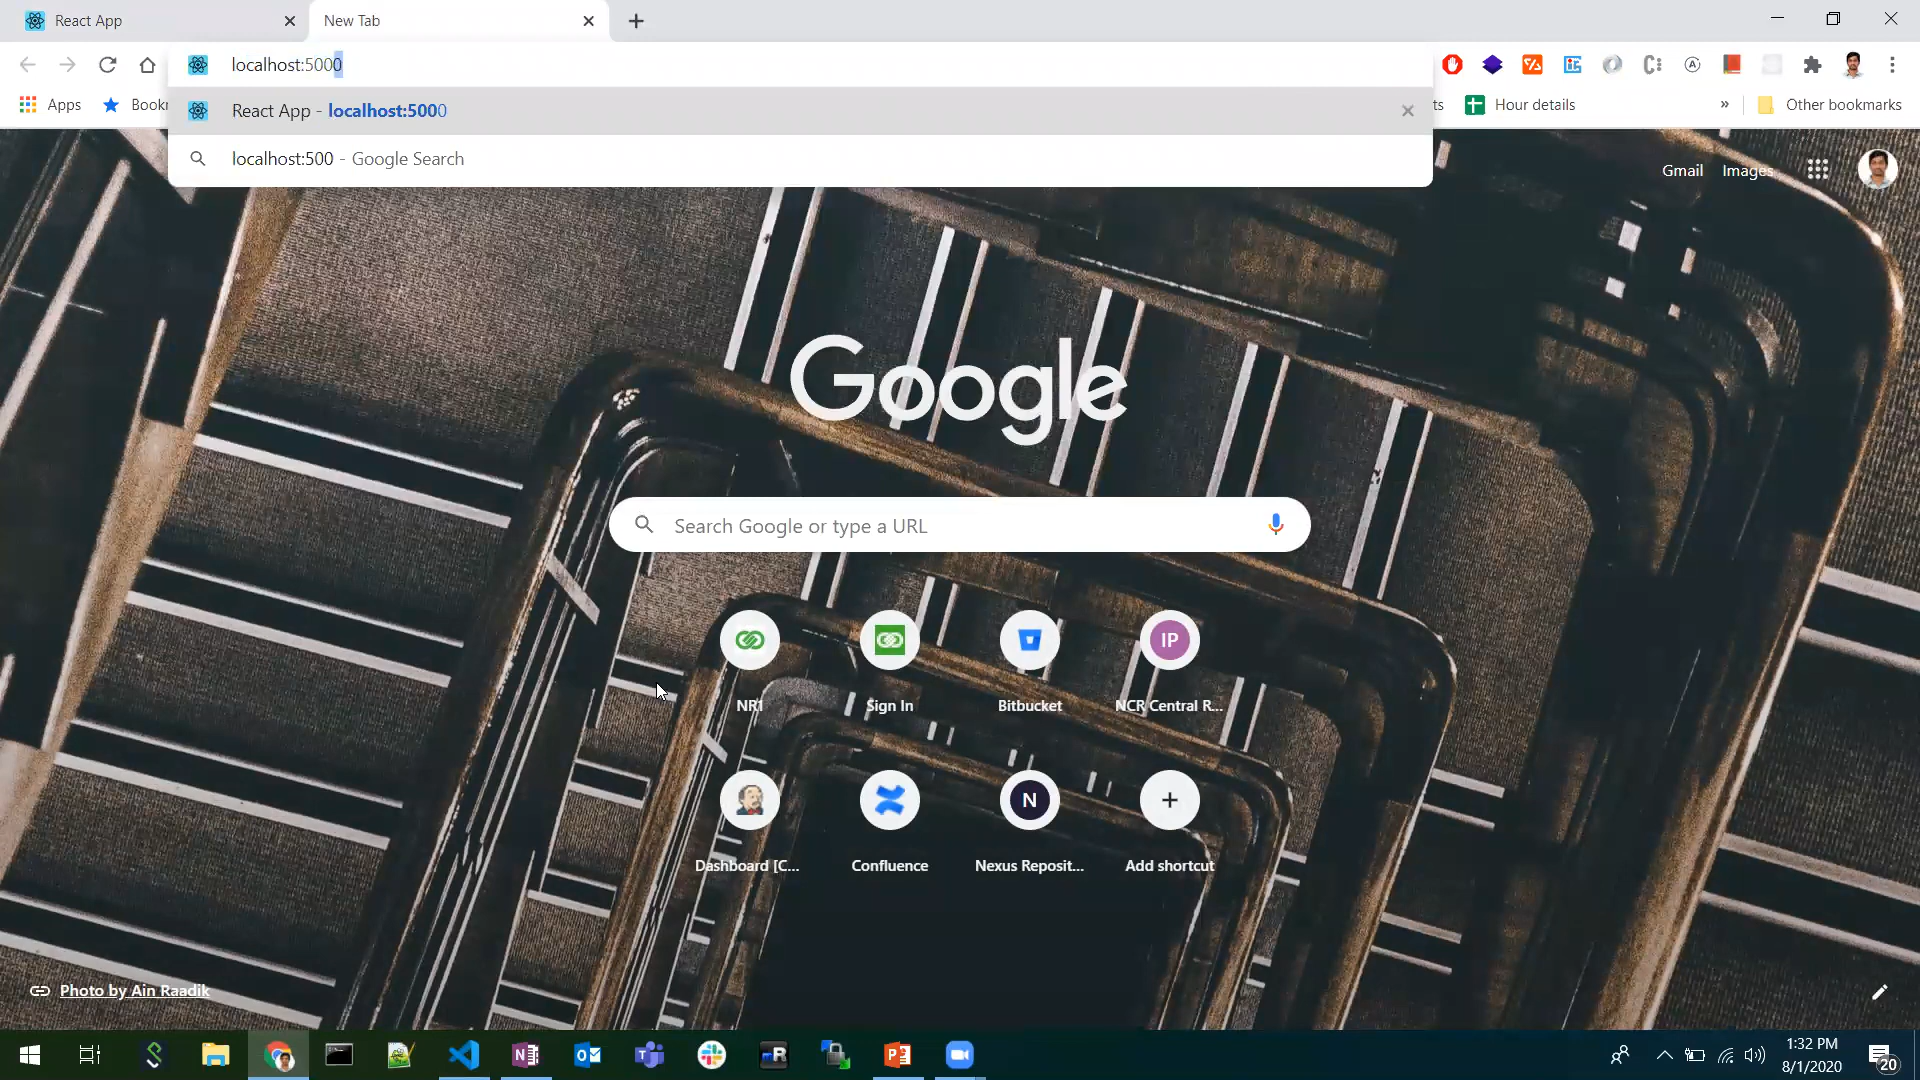 React App
New Tab
localhost:5000
Apps
Bookn
ts
Hour details
»
Other bookmarks
React App - localhost:5000
localhost:500 - Google Search
Gmail
Images
Google
Search Google or type a URL
IP
NR1
Sign In
Bitbucket
NCR Central R...
N
Dashboard [C...
Confluence
Nexus Reposit...
Add shortcut
Photo by Ain Raadik
1:32 PM
8/1/2020
20